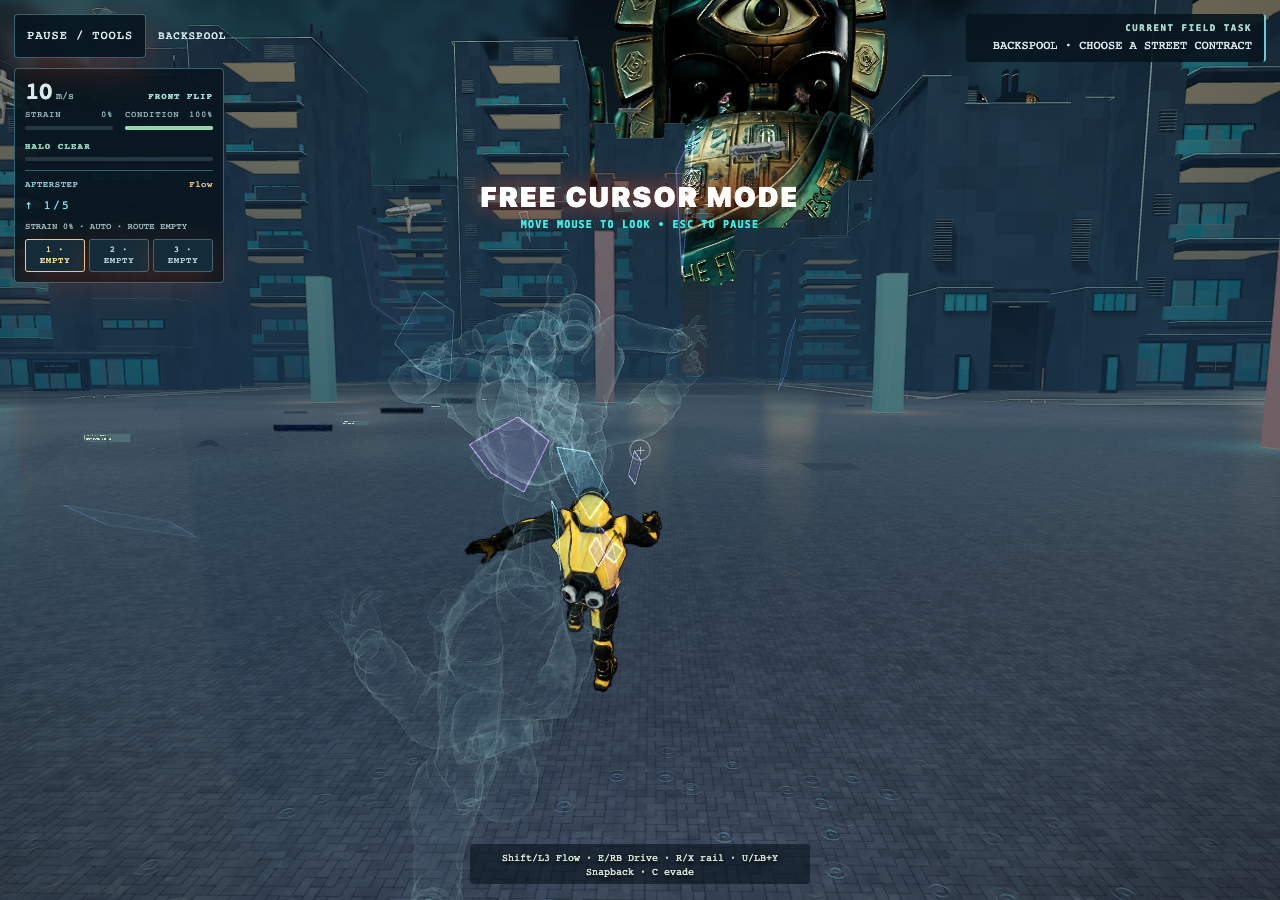 PAUSE / TOOLS
BACKSPOOL
CURRENT FIELD TASK
BACKSPOOL · CHOOSE A STREET CONTRACT
10 m/s
FRONT FLIP
STRAIN 0%
CONDITION 100%
HALO CLEAR
AFTERSTEP
Flow
↑ 1/5
STRAIN 0% · AUTO · ROUTE EMPTY
1 · EMPTY
2 · EMPTY
3 · EMPTY
FREE CURSOR MODE
MOVE MOUSE TO LOOK • ESC TO PAUSE
Shift/L3 Flow · E/RB Drive · R/X rail · U/LB+Y
Snapback · C evade